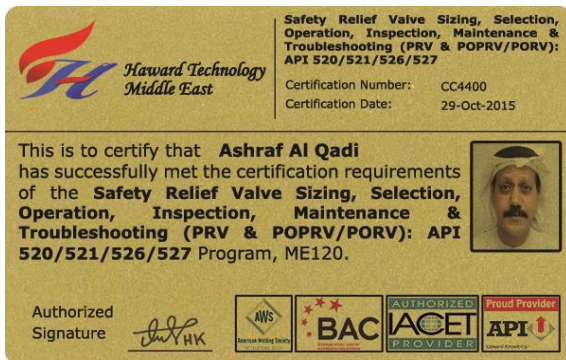 Haward Technology
Middle East
Safety Relief Valve Sizing, Selection,
Operation, Inspection, Maintenance &
Troubleshooting (PRV & POPRV/PORV):
API 520/521/526/527
Certification Number: CC4400
Certification Date: 29-Oct-2015
This is to certify that Ashraf Al Qadi
has successfully met the certification requirements
of the Safety Relief Valve Sizing, Selection,
Operation, Inspection, Maintenance &
Troubleshooting (PRV & POPRV/PORV): API
520/521/526/527 Program, ME120.
Authorized
Signature
HK
AWS
American Welding Society
BAC
AUTHORIZED
IACET
PROVIDER
Proud Provider
API